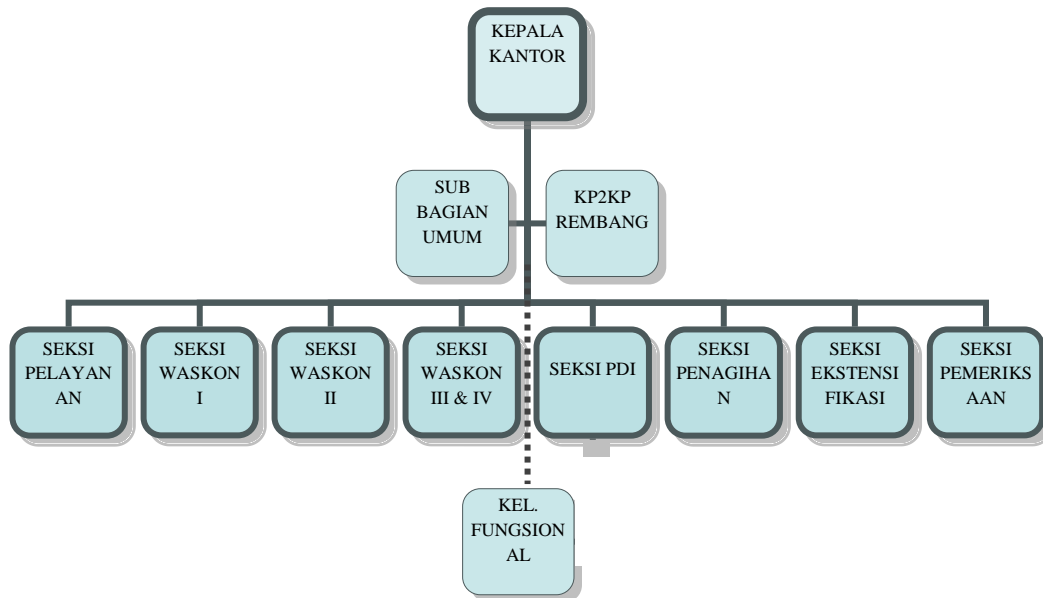 KEPALA
KANTOR
SUB
BAGIAN
UMUM
KP2KP
REMBANG
SEKSI
PELAYAN
AN
SEKSI
WASKON
I
SEKSI
WASKON
II
SEKSI
WASKON
III & IV
SEKSI PDI
SEKSI
PENAGIHA
N
SEKSI
EKSTENSI
FIKASI
SEKSI
PEMERIKS
AAN
KEL.
FUNGSION
AL